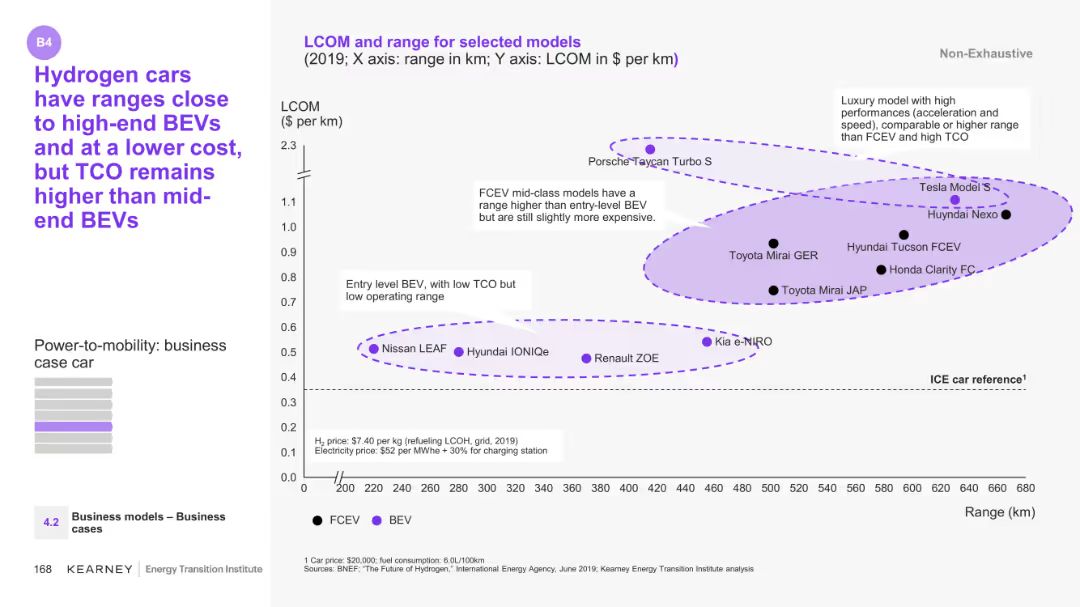 B4
Hydrogen cars
have ranges close
to high-end BEVs
and at a lower cost,
but TCO remains
higher than mid-
end BEVs
Power-to-mobility: business
case car
4.2
Business models – Business
cases
168
KEARNEY
Energy Transition Institute
LCOM and range for selected models
(2019; X axis: range in km; Y axis: LCOM in $ per km)
Non-Exhaustive
LCOM
($ per km)
Luxury model with high
performances (acceleration and
speed), comparable or higher range
than FCEV and high TCO
2.3
Porsche Taycan Turbo S
FCEV mid-class models have a
range higher than entry-level BEV
but are still slightly more expensive.
Tesla Model S
1.1
Huyndai Nexo
1.0
Hyundai Tucson FCEV
0.9
Toyota Mirai GER
Honda Clarity FC
0.8
Toyota Mirai JAP
0.7
Entry level BEV, with low TCO but
low operating range
0.6
Kia e-NIRO
Nissan LEAF
Hyundai IONIQe
Renault ZOE
0.5
0.4
ICE car reference1
0.3
0.2
H2 price: $7.40 per kg (refueling LCOH, grid, 2019)
Electricity price: $52 per MWhe + 30% for charging station
0.1
0.0
0 200 220 240 260 280 300 320 340 360 380 400 420 440 460 480 500 520 540 560 580 600 620 640 660 680
Range (km)
FCEV
BEV
1 Car price: $20,000; fuel consumption: 6.0L/100km
Sources: BNEF; “The Future of Hydrogen,” International Energy Agency, June 2019; Kearney Energy Transition Institute analysis